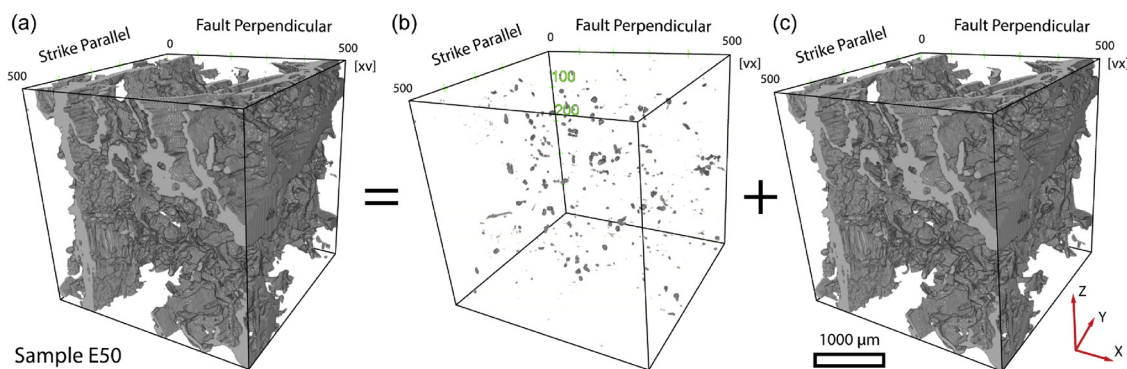 (a)
Strike Parallel
Fault Perpendicular
0
500
[xv]
500
Sample E50
=
(b)
Strike Parallel
Fault Perpendicular
0
500
[vx]
500
100
200
+
(c)
Strike Parallel
Fault Perpendicular
0
500
[vx]
500
1000 µm
Z
Y
X